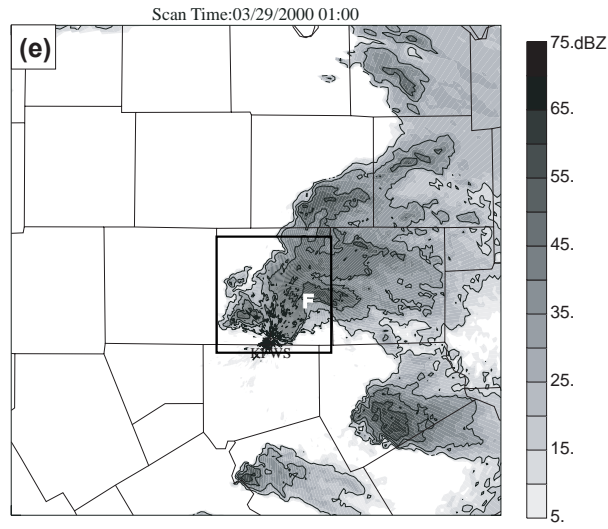 Scan Time:03/29/2000 01:00
(e)
75.dBZ
65.
55.
45.
35.
25.
15.
5.
F
KFWS